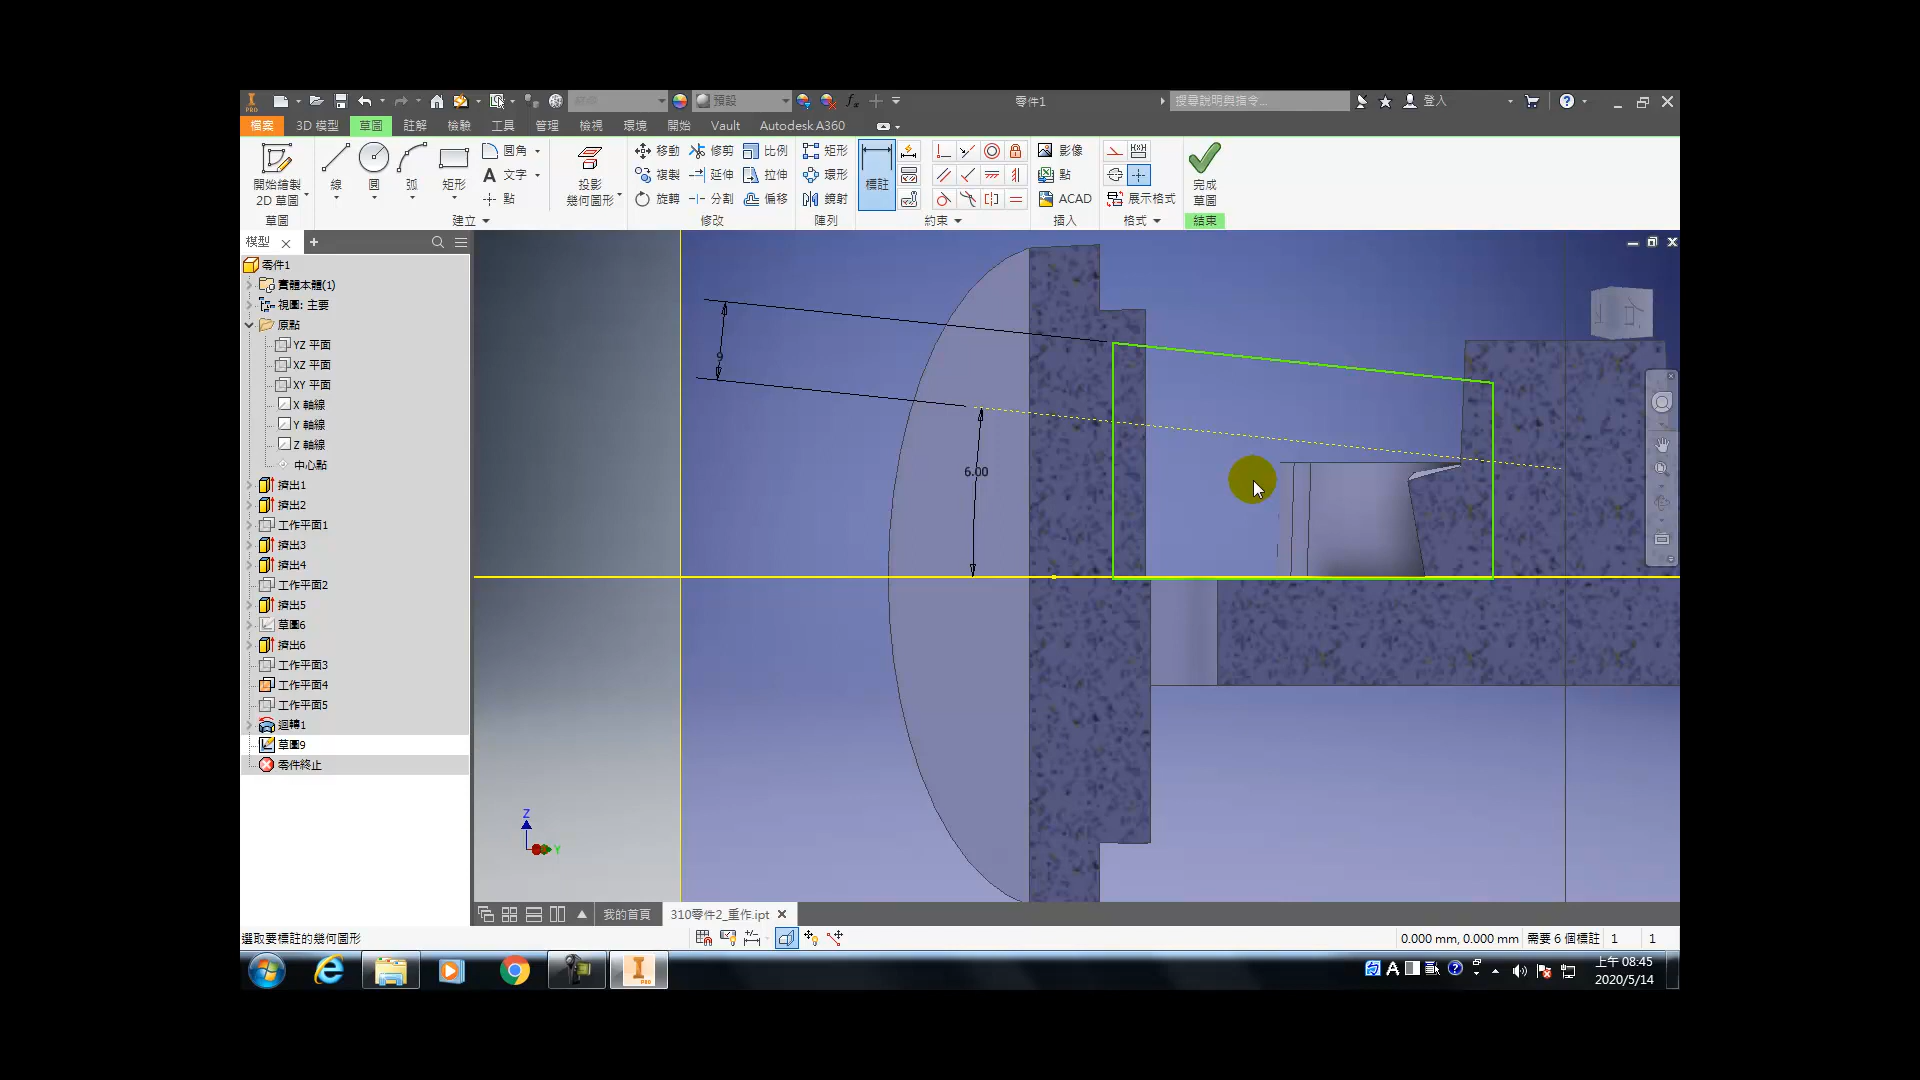 預設
零件1
搜尋說明與指令...
登入
檔案
3D 模型
草圖
註解
檢驗
工具
管理
檢視
環境
開始
Vault
Autodesk A360
開始繪製
2D 草圖
線
圓
弧
矩形
圓角
文字
點
投影
幾何圖形
移動
修剪
比例
複製
延伸
拉伸
旋轉
分割
偏移
矩形
環形
鏡射
標註
影像
點
ACAD
展示格式
完成
草圖
草圖
建立
修改
陣列
約束
插入
格式
結束
模型
零件1
實體本體(1)
視圖: 主要
原點
YZ 平面
XZ 平面
XY 平面
X 軸線
Y 軸線
Z 軸線
中心點
擠出1
擠出2
工作平面1
擠出3
擠出4
工作平面2
擠出5
草圖6
擠出6
工作平面3
工作平面4
工作平面5
迴轉1
草圖9
零件終止
9
6.00
Z
Y
我的首頁
310零件2_重作.ipt
選取要標註的幾何圖形
0.000 mm, 0.000 mm
需要 6 個標註
1
1
上午 08:45
2020/5/14